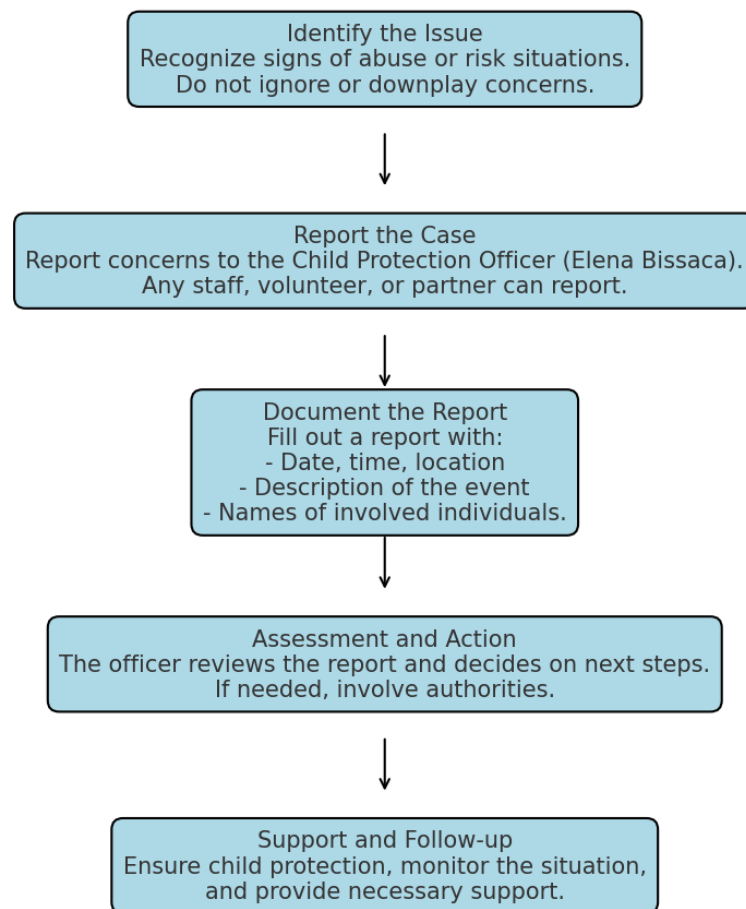 Identify the Issue
Recognize signs of abuse or risk situations.
Do not ignore or downplay concerns.
Report the Case
Report concerns to the Child Protection Officer (Elena Bissaca).
Any staff, volunteer, or partner can report.
Document the Report
Fill out a report with:
- Date, time, location
- Description of the event
- Names of involved individuals.
Assessment and Action
The officer reviews the report and decides on next steps.
If needed, involve authorities.
Support and Follow-up
Ensure child protection, monitor the situation,
and provide necessary support.